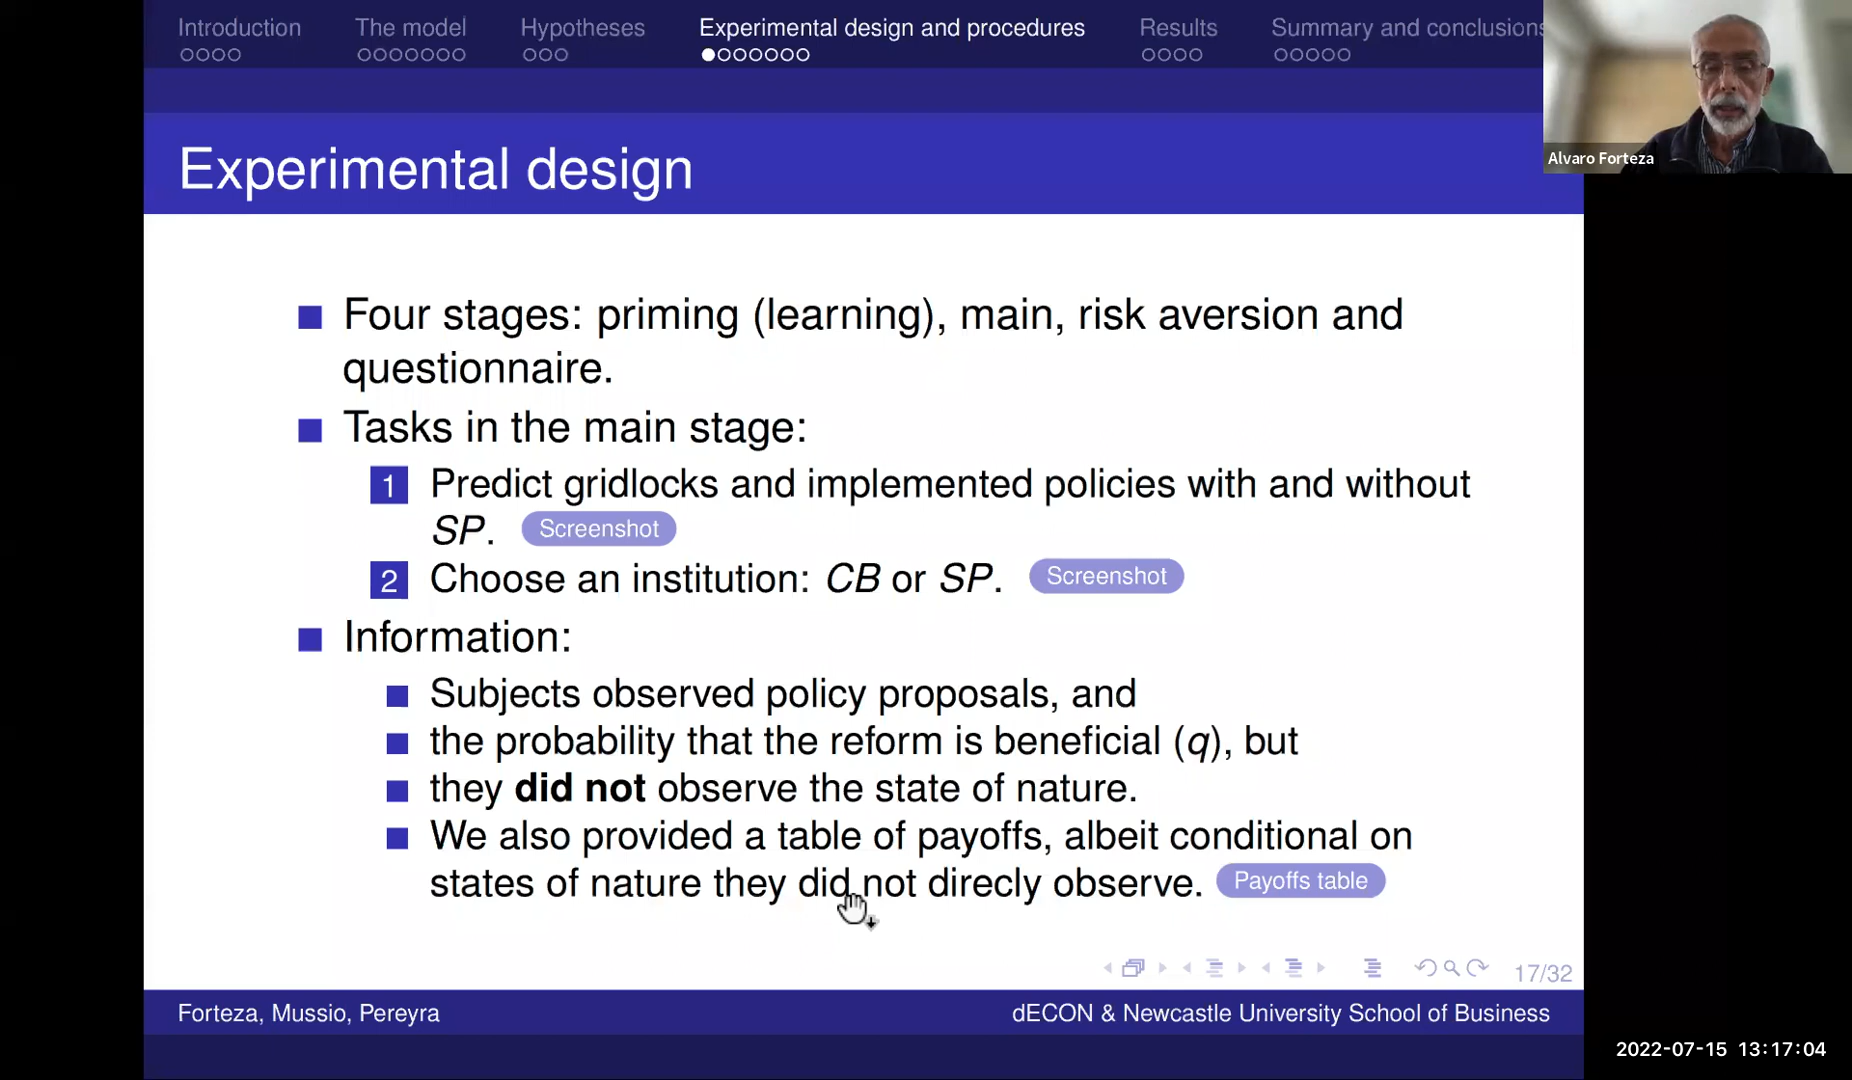 Introduction
The model
Hypotheses
Experimental design and procedures
Results
Summary and conclusions
Alvaro Forteza
Experimental design
Four stages: priming (learning), main, risk aversion and
questionnaire.
Tasks in the main stage:
1 Predict gridlocks and implemented policies with and without
SP. Screenshot
2 Choose an institution: CB or SP. Screenshot
Information:
Subjects observed policy proposals, and
the probability that the reform is beneficial (q), but
they did not observe the state of nature.
We also provided a table of payoffs, albeit conditional on
states of nature they did not direcly observe. Payoffs table
17/32
Forteza, Mussio, Pereyra
dECON & Newcastle University School of Business
2022-07-15 13:17:04